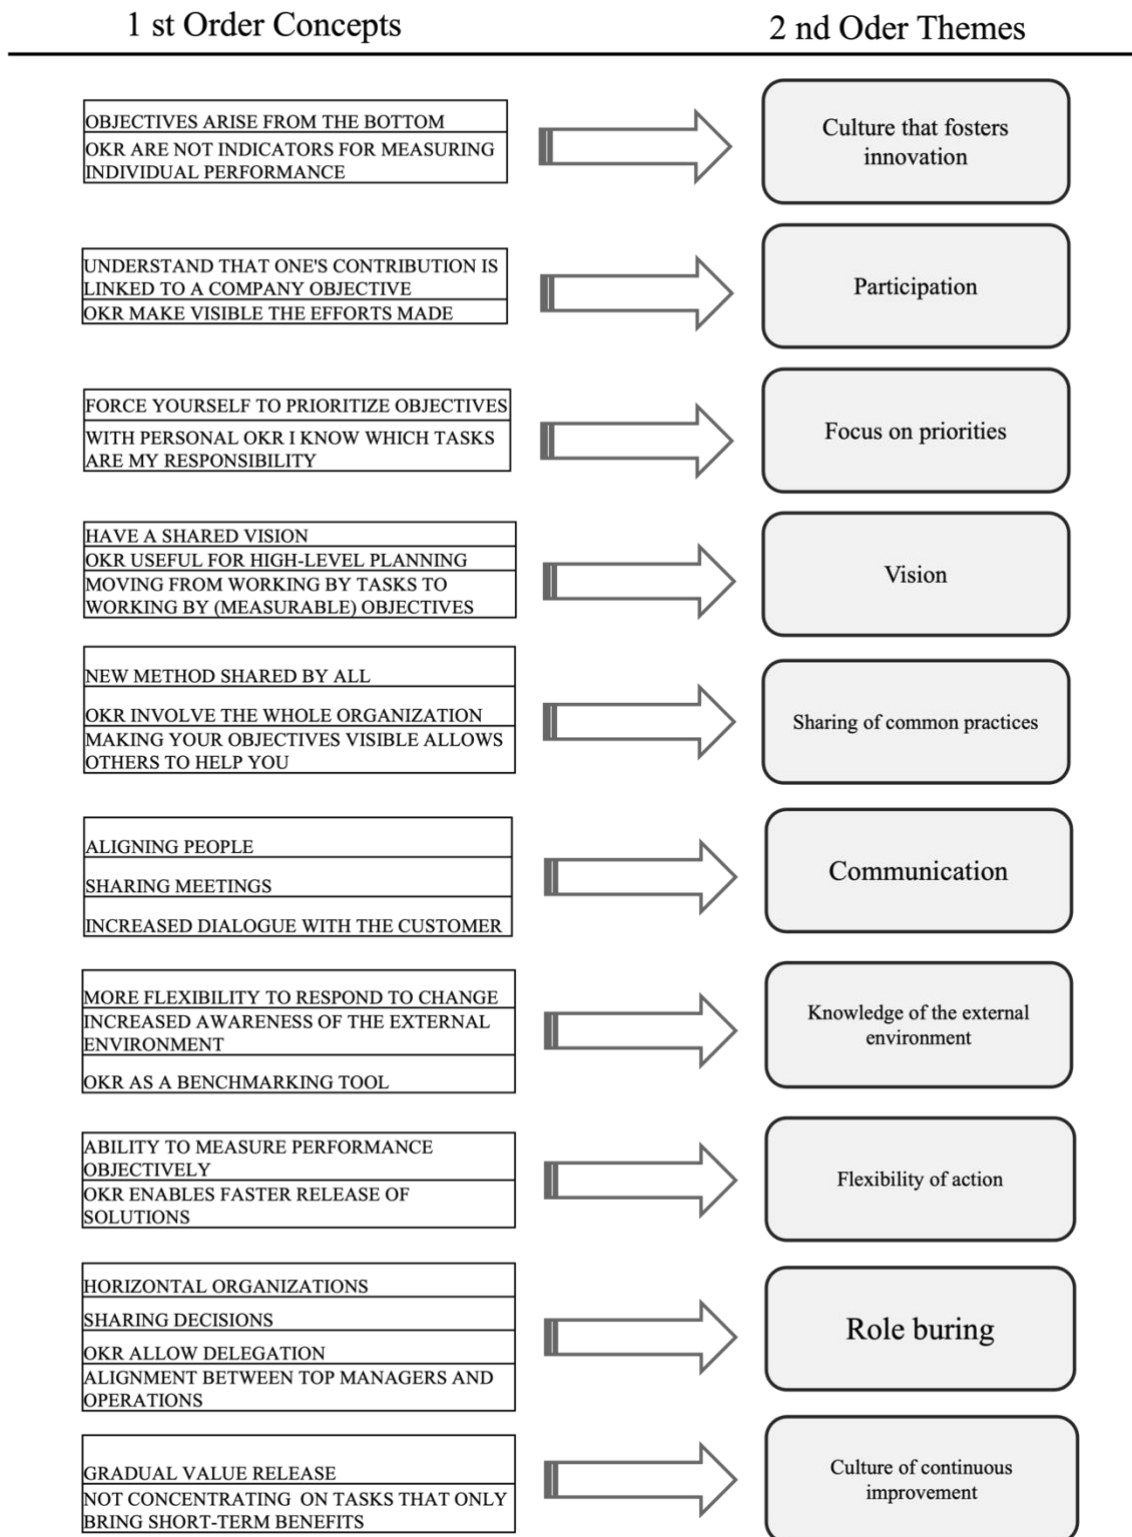 1 st Order Concepts
2 nd Oder Themes
OBJECTIVES ARISE FROM THE BOTTOM
OKR ARE NOT INDICATORS FOR MEASURING
INDIVIDUAL PERFORMANCE
Culture that fosters
innovation
UNDERSTAND THAT ONE'S CONTRIBUTION IS
LINKED TO A COMPANY OBJECTIVE
OKR MAKE VISIBLE THE EFFORTS MADE
Participation
FORCE YOURSELF TO PRIORITIZE OBJECTIVES
WITH PERSONAL OKR I KNOW WHICH TASKS
ARE MY RESPONSIBILITY
Focus on priorities
HAVE A SHARED VISION
OKR USEFUL FOR HIGH-LEVEL PLANNING
MOVING FROM WORKING BY TASKS TO
WORKING BY (MEASURABLE) OBJECTIVES
Vision
NEW METHOD SHARED BY ALL
OKR INVOLVE THE WHOLE ORGANIZATION
MAKING YOUR OBJECTIVES VISIBLE ALLOWS
OTHERS TO HELP YOU
Sharing of common practices
ALIGNING PEOPLE
SHARING MEETINGS
INCREASED DIALOGUE WITH THE CUSTOMER
Communication
MORE FLEXIBILITY TO RESPOND TO CHANGE
INCREASED AWARENESS OF THE EXTERNAL
ENVIRONMENT
OKR AS A BENCHMARKING TOOL
Knowledge of the external
environment
ABILITY TO MEASURE PERFORMANCE
OBJECTIVELY
OKR ENABLES FASTER RELEASE OF
SOLUTIONS
Flexibility of action
HORIZONTAL ORGANIZATIONS
SHARING DECISIONS
OKR ALLOW DELEGATION
ALIGNMENT BETWEEN TOP MANAGERS AND
OPERATIONS
Role buring
GRADUAL VALUE RELEASE
NOT CONCENTRATING ON TASKS THAT ONLY
BRING SHORT-TERM BENEFITS
Culture of continuous
improvement